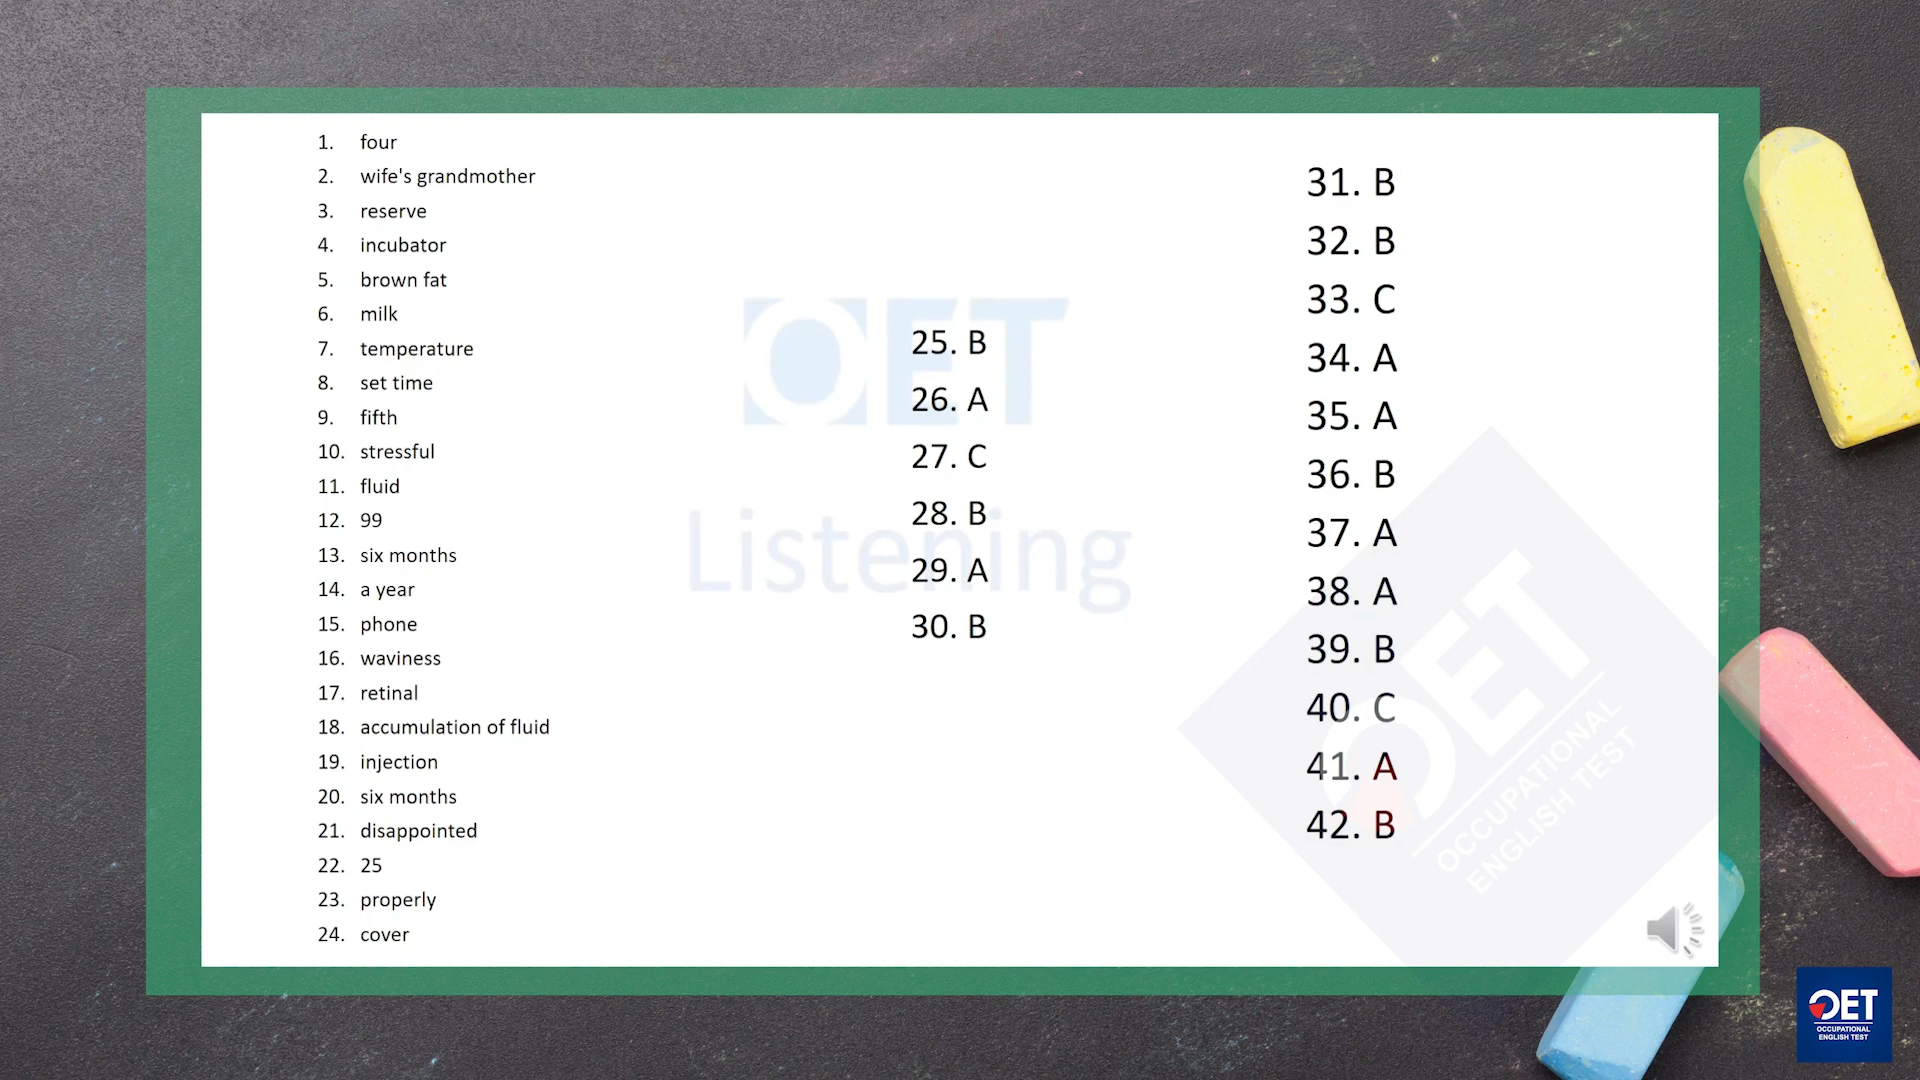 1. four
2. wife's grandmother
3. reserve
4. incubator
5. brown fat
6. milk
7. temperature
8. set time
9. fifth
10. stressful
11. fluid
12. 99
13. six months
14. a year
15. phone
16. waviness
17. retinal
18. accumulation of fluid
19. injection
20. six months
21. disappointed
22. 25
23. properly
24. cover
OET
Listening
25. B
26. A
27. C
28. B
29. A
30. B
31. B
32. B
33. C
34. A
35. A
36. B
37. A
38. A
39. B
40. C
41. A
42. B
OET
OCCUPATIONAL
ENGLISH TEST
OET
OCCUPATIONAL
ENGLISH TEST